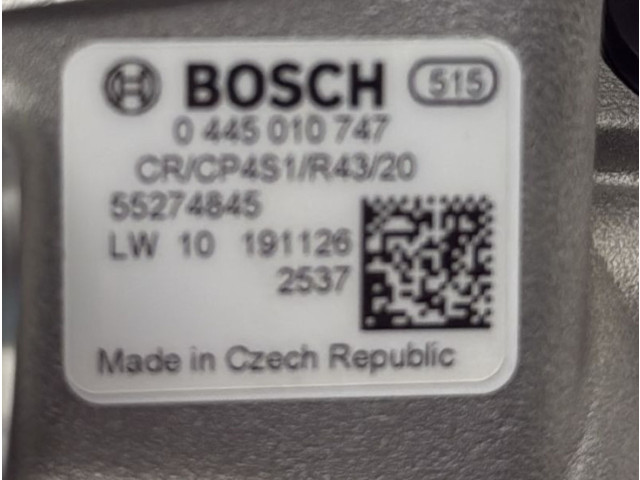 BOSCH 515
0 445 010 747
CR/CP4S1/R43/20
55274845
LW 10 191126
2537
Made in Czech Republic